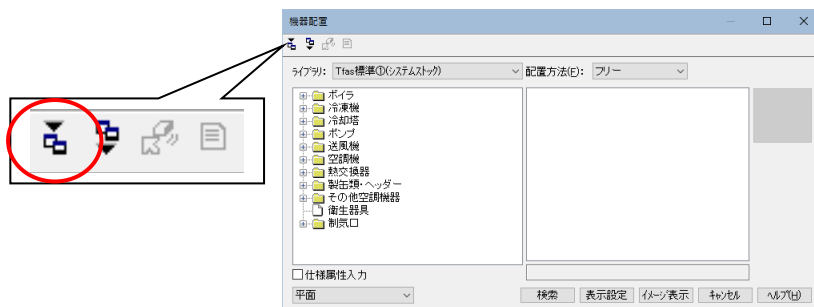 機器配置
ライブラリ: Tfas標準①(システムストック) 配置方法(F): フリー
ボイラ
冷凍機
冷却塔
ポンプ
送風機
空調機
熱交換器
製缶類・ヘッダー
その他空調機器
衛生器具
制気口
仕様属性入力
平面 検索 表示設定 イメージ表示 キャンセル ヘルプ(H)